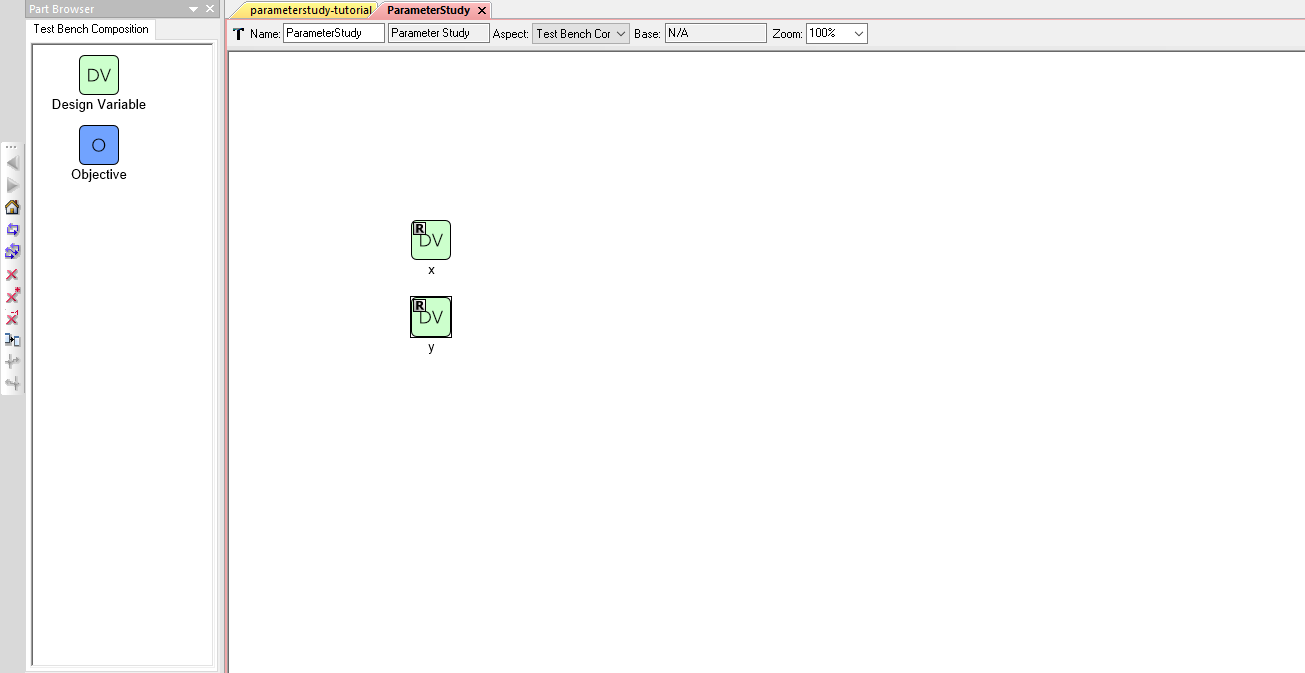 Part Browser
Test Bench Composition
DV
Design Variable
O
Objective
parameterstudy-tutorial
ParameterStudy
Name: ParameterStudy Parameter Study Aspect: Test Bench Cor Base: N/A Zoom: 100%
R
DV
x
R
DV
y